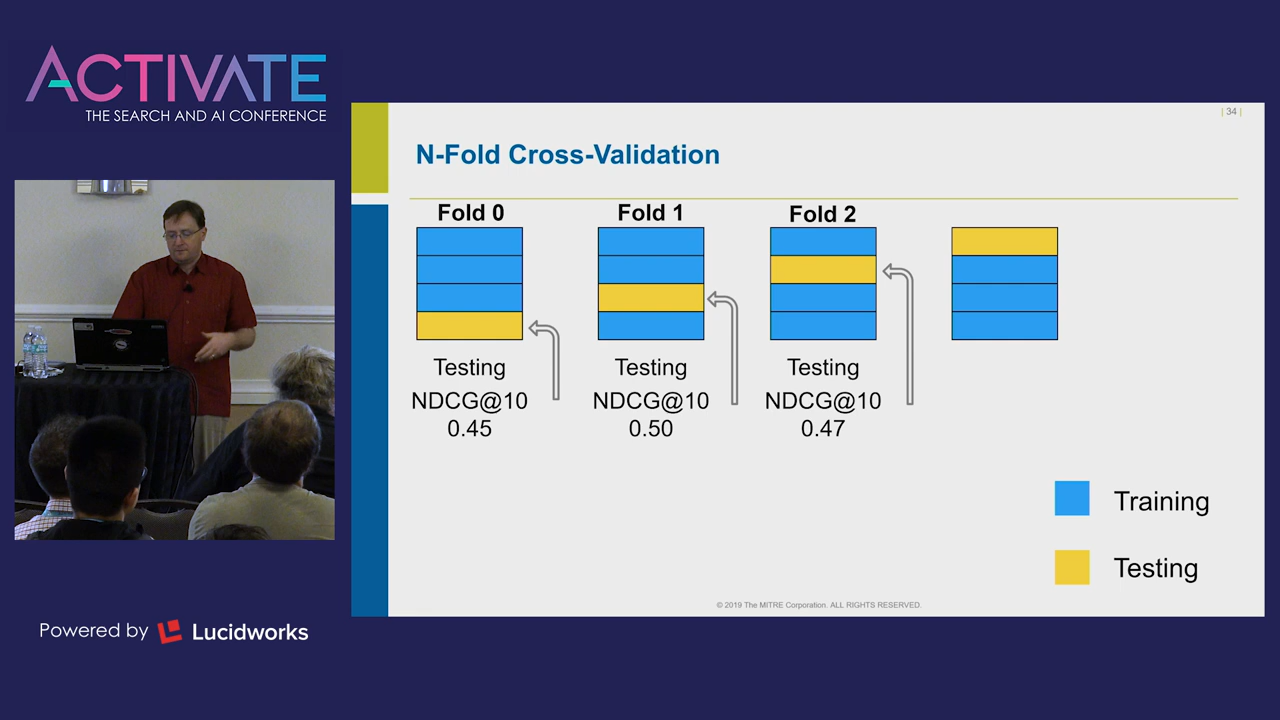 ACTIVATE
THE SEARCH AND AI CONFERENCE
| 34 |
N-Fold Cross-Validation
Fold 0
Fold 1
Fold 2
Testing
NDCG@10
0.45
Testing
NDCG@10
0.50
Testing
NDCG@10
0.47
Training
Testing
© 2019 The MITRE Corporation. ALL RIGHTS RESERVED.
Powered by Lucidworks